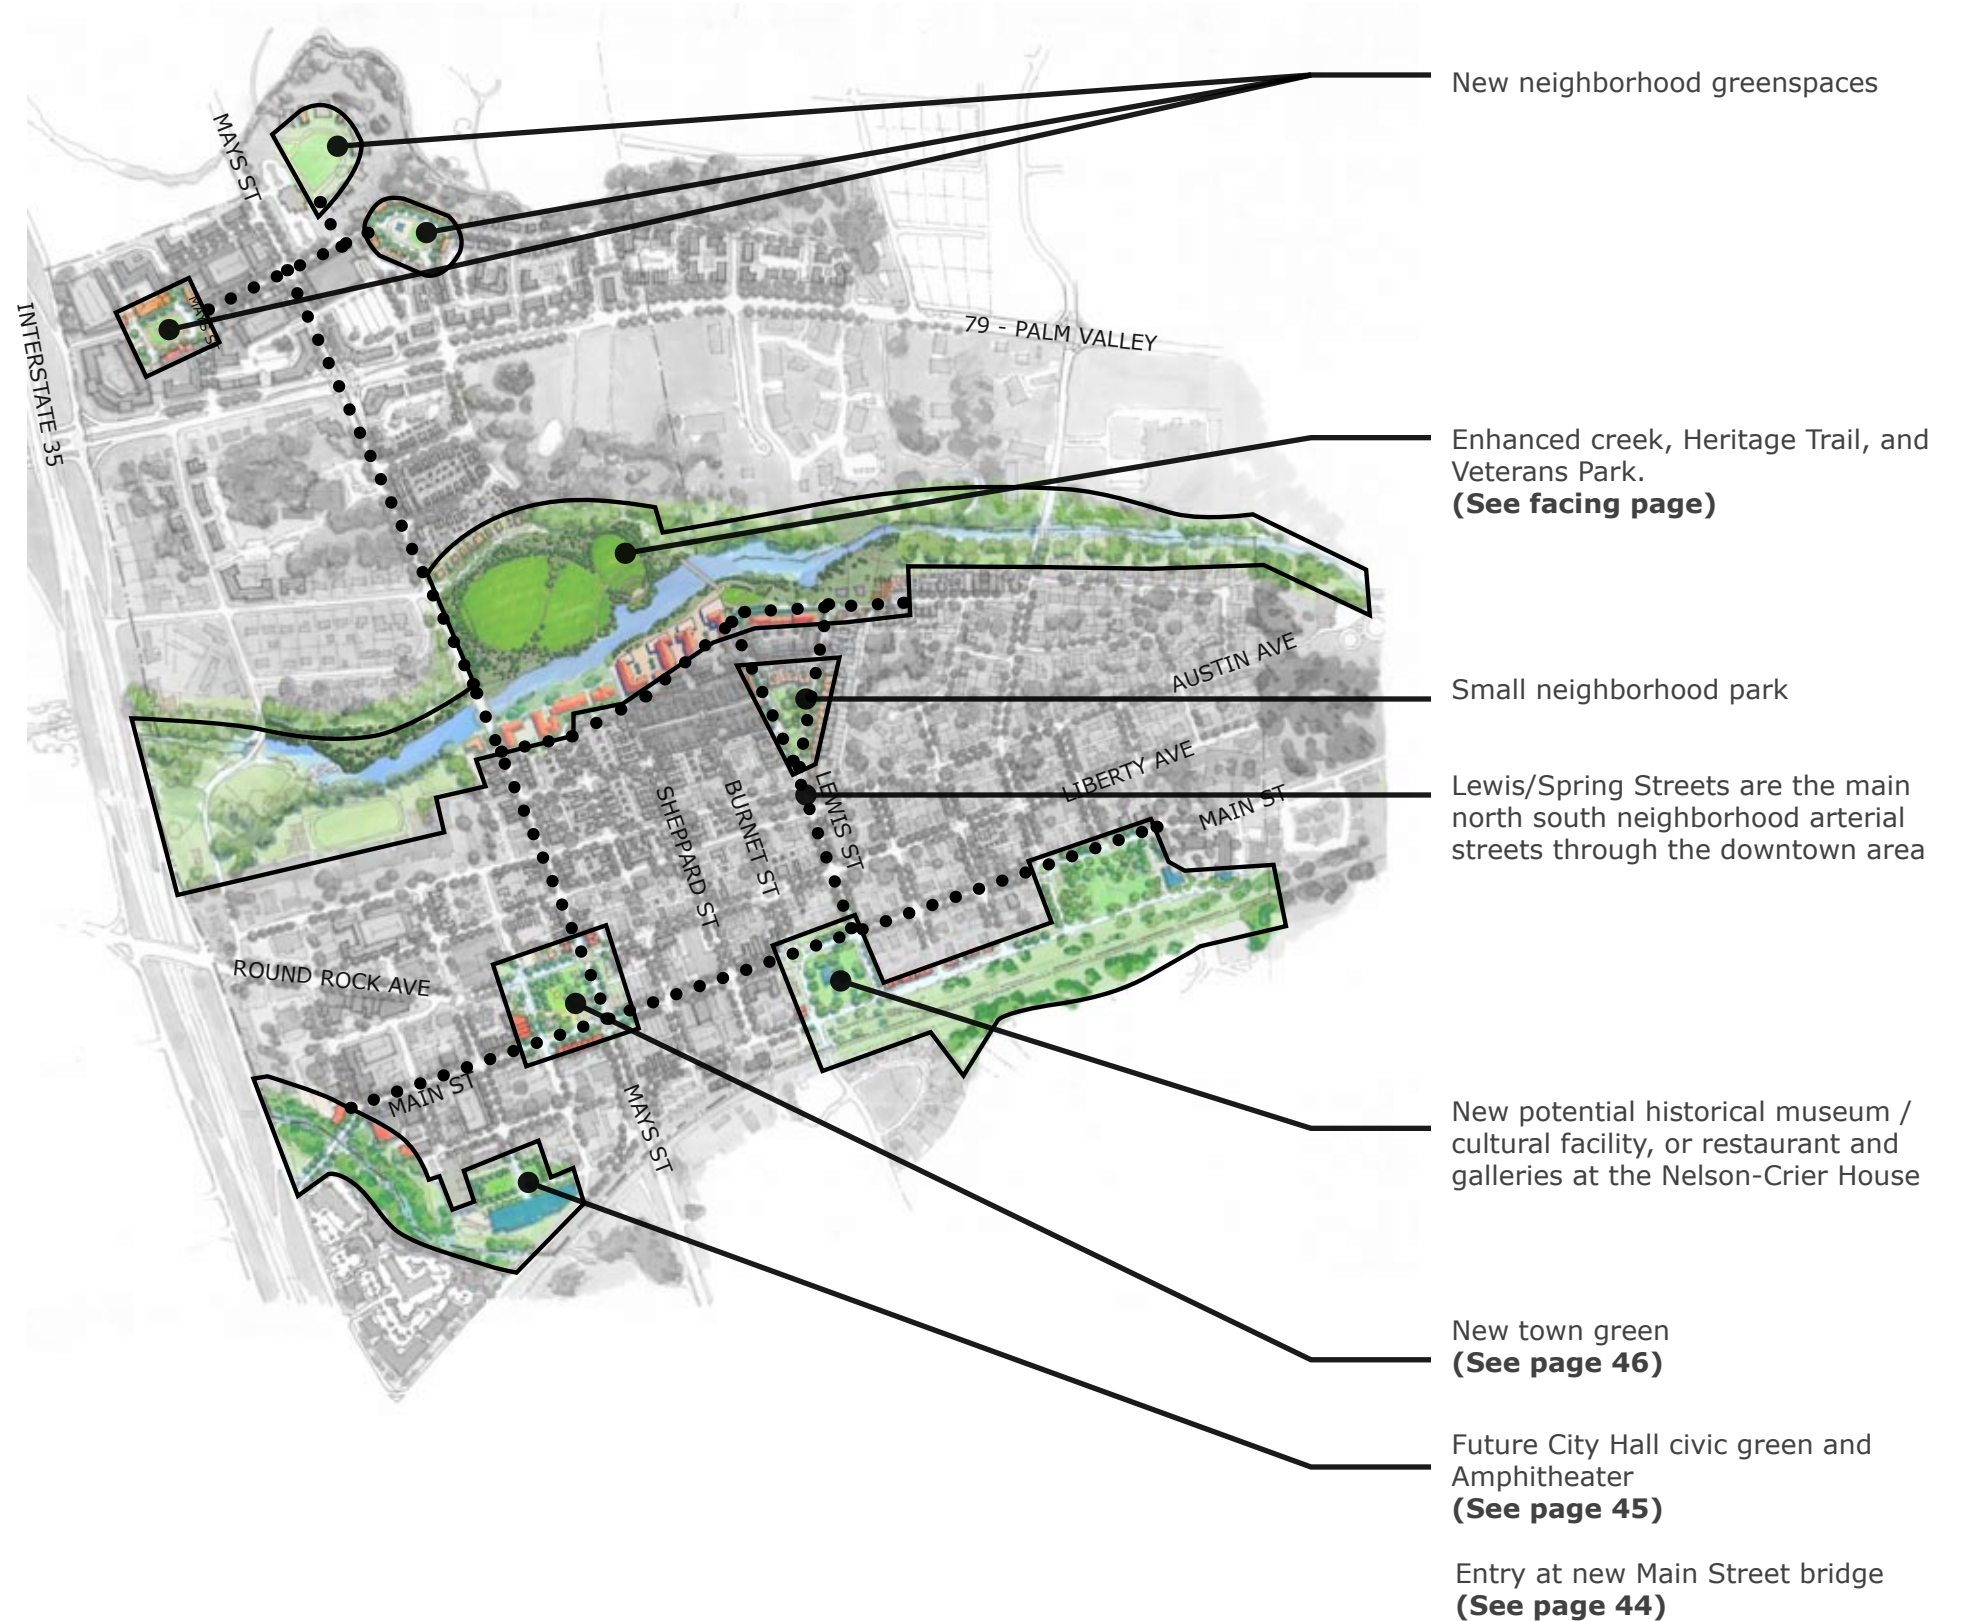 New neighborhood greenspaces
MAYS ST
MAYS ST
INTERSTATE 35
79 - PALM VALLEY
Enhanced creek, Heritage Trail, and
Veterans Park.
(See facing page)
AUSTIN AVE
Small neighborhood park
LIBERTY AVE
MAIN ST
SHEPPARD ST
BURNET ST
LEWIS ST
Lewis/Spring Streets are the main
north south neighborhood arterial
streets through the downtown area
ROUND ROCK AVE
MAIN ST
MAYS ST
New potential historical museum /
cultural facility, or restaurant and
galleries at the Nelson-Crier House
New town green
(See page 46)
Future City Hall civic green and
Amphitheater
(See page 45)
Entry at new Main Street bridge
(See page 44)